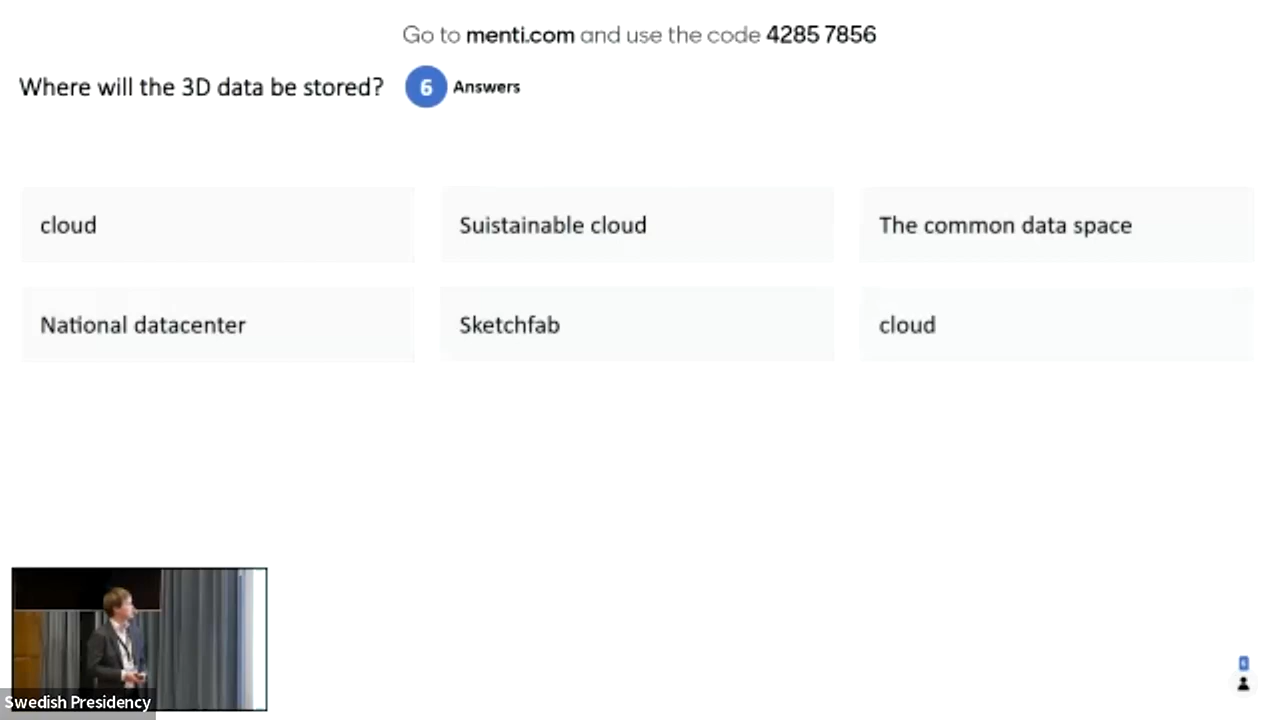 Go to menti.com and use the code 4285 7856
Where will the 3D data be stored? 6 Answers
cloud
Suistainable cloud
The common data space
National datacenter
Sketchfab
cloud
6
Swedish Presidency